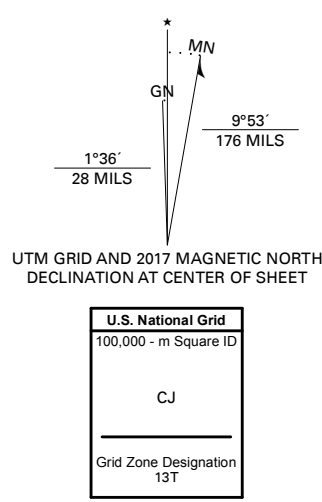 ★
MN
GN
9°53´
176 MILS
1°36´
28 MILS
UTM GRID AND 2017 MAGNETIC NORTH
DECLINATION AT CENTER OF SHEET
U.S. National Grid
100,000 - m Square ID
CJ
Grid Zone Designation
13T